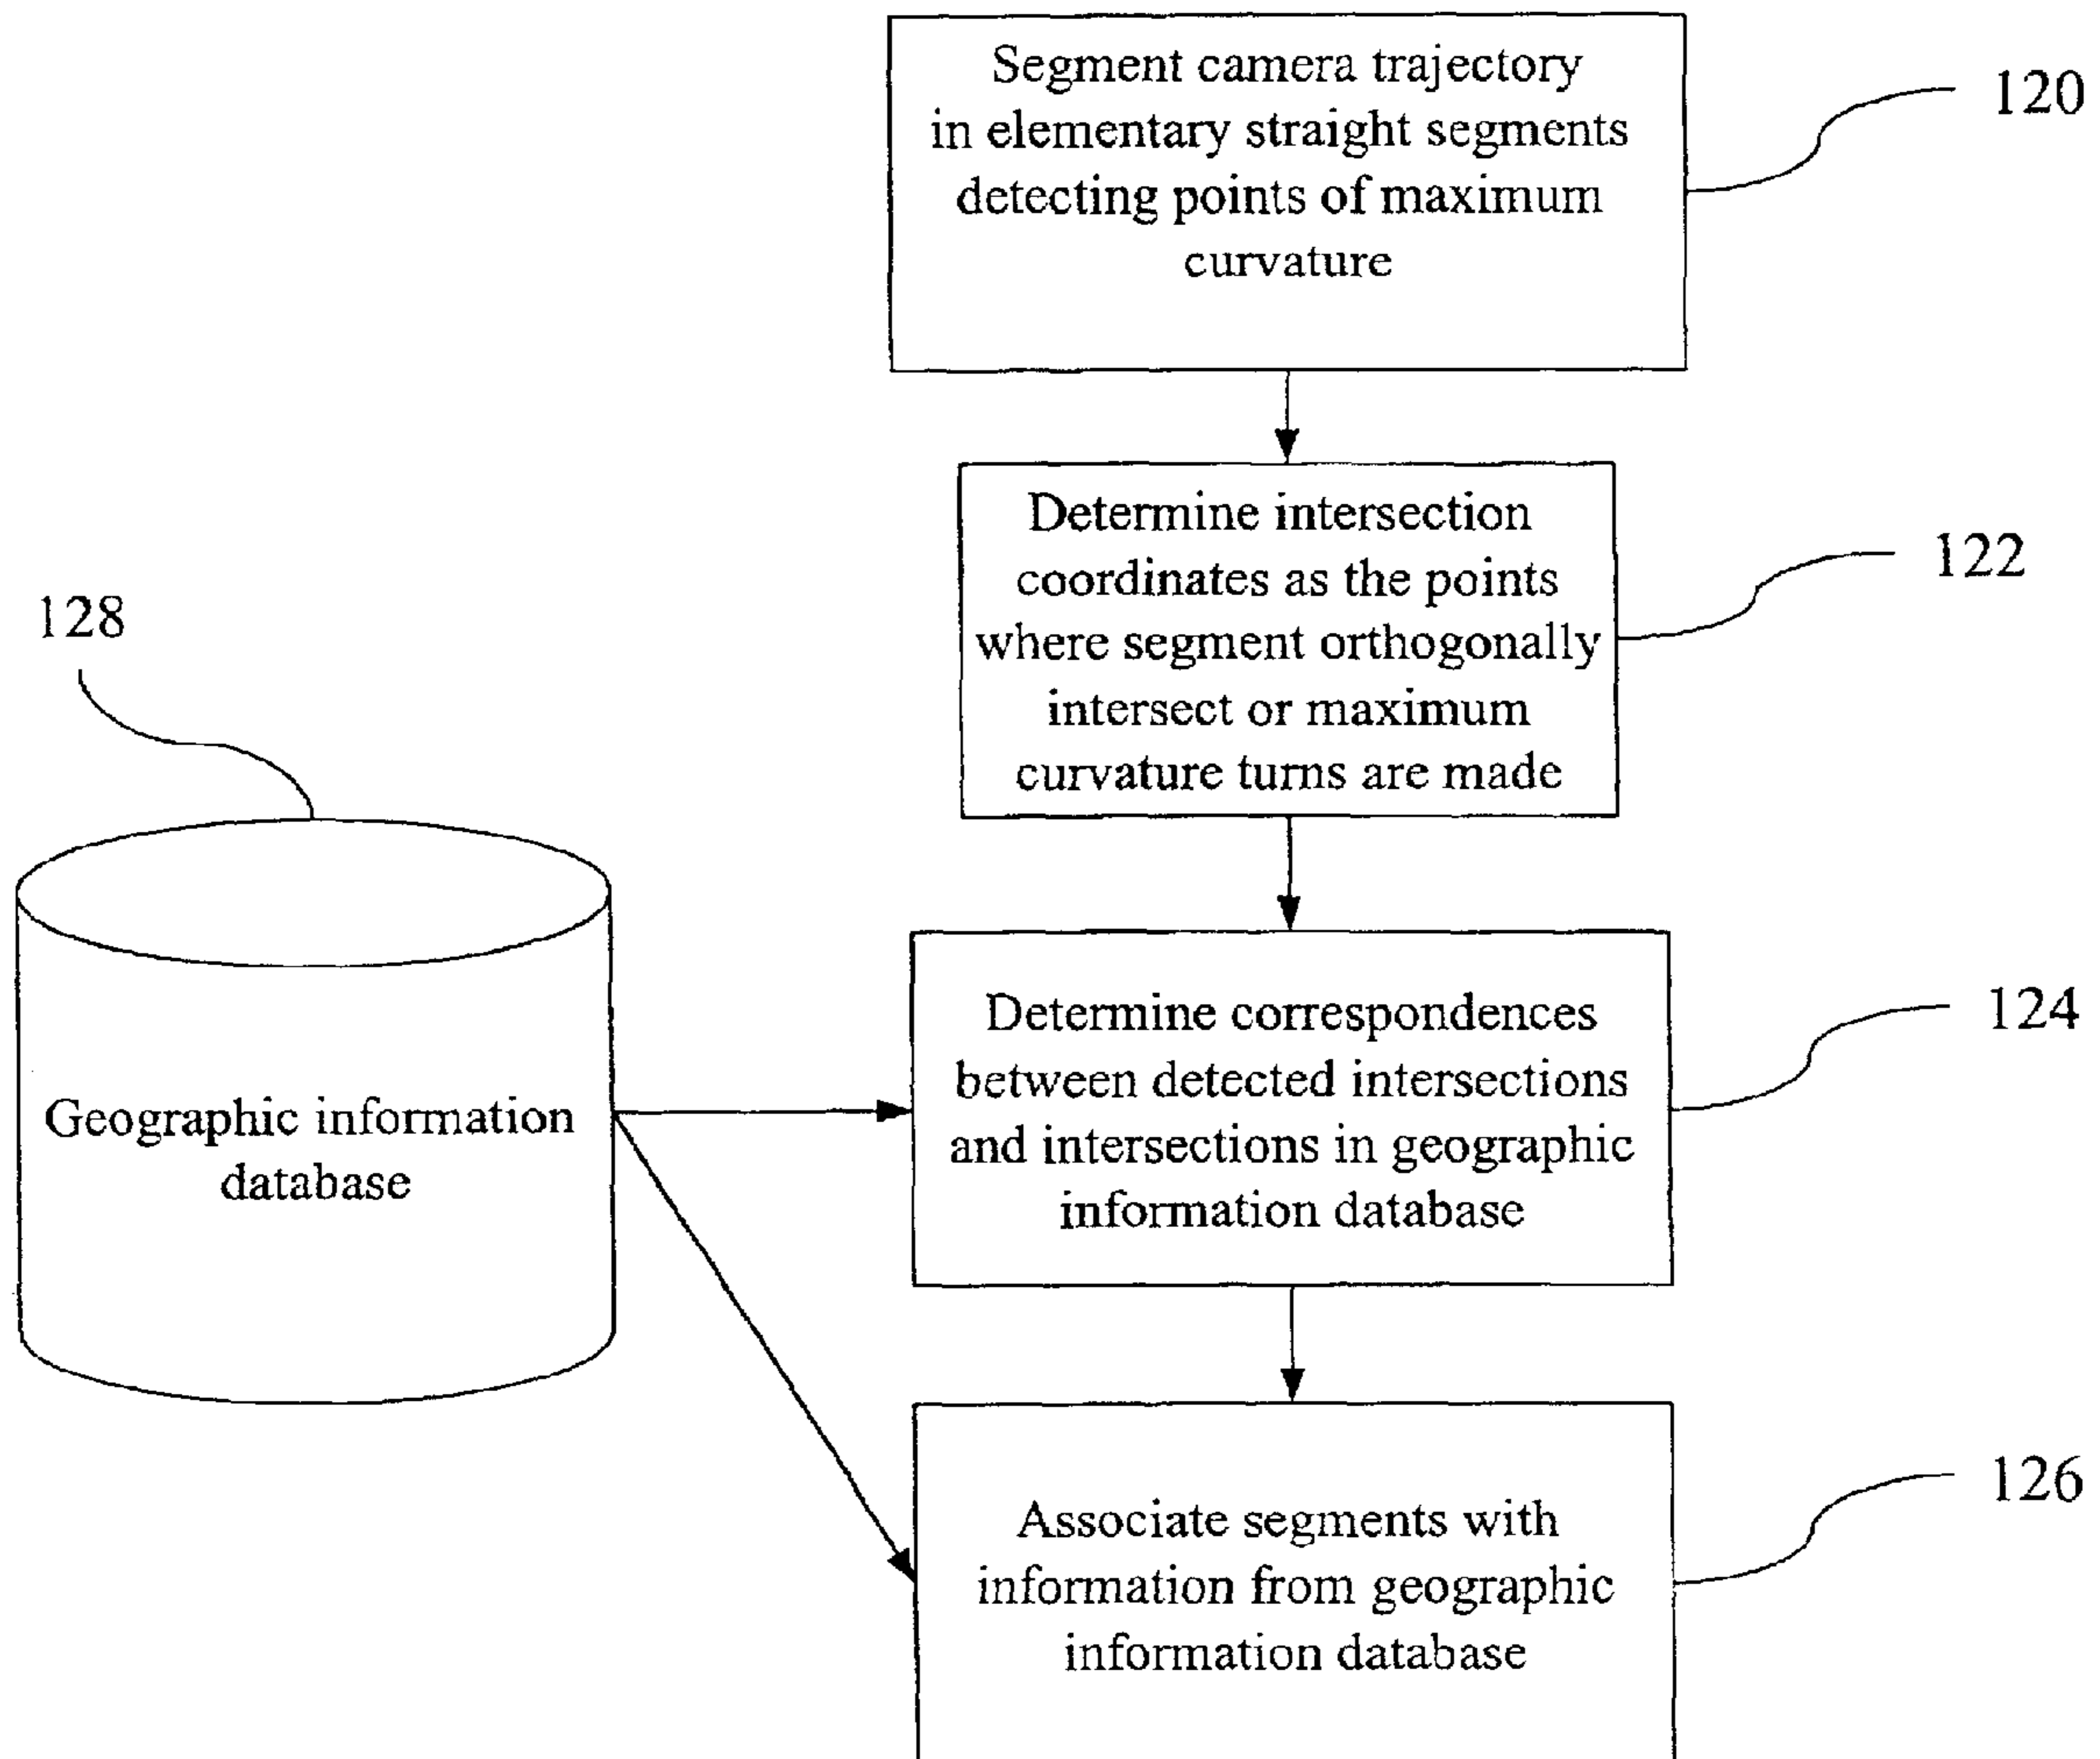 Segment camera trajectory
in elementary straight segments
detecting points of maximum
curvature
120
Determine intersection
coordinates as the points
where segment orthogonally
intersect or maximum
curvature turns are made
122
128
Geographic information
database
Determine correspondences
between detected intersections
and intersections in geographic
information database
124
Associate segments with
information from geographic
information database
126